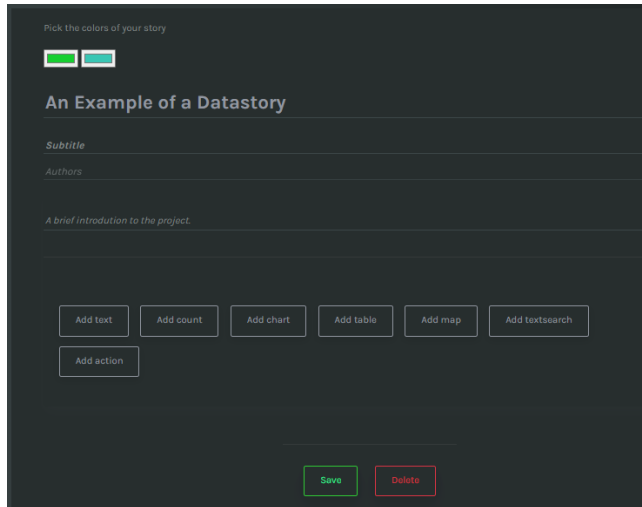 Pick the colors of your story
An Example of a Datastory
Subtitle
Authors
A brief introdution to the project.
Add text Add count Add chart Add table Add map Add textsearch
Add action
Save Delete